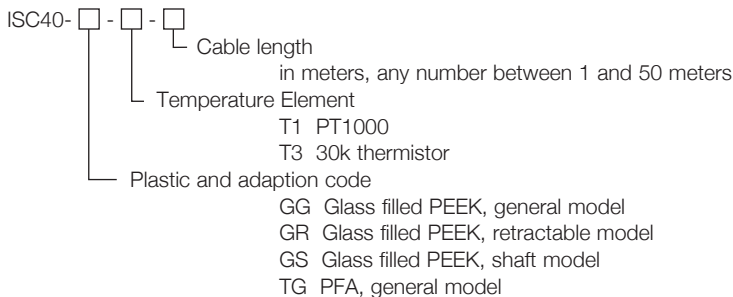 ISC40- - -
Cable length
in meters, any number between 1 and 50 meters
Temperature Element
T1 PT1000
T3 30k thermistor
Plastic and adaption code
GG Glass filled PEEK, general model
GR Glass filled PEEK, retractable model
GS Glass filled PEEK, shaft model
TG PFA, general model